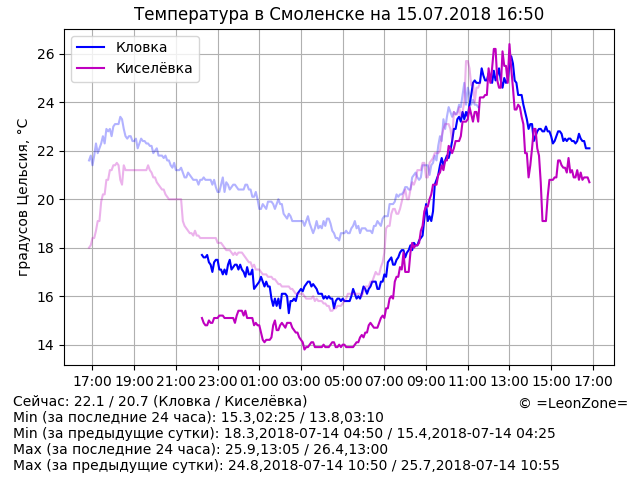 Температура в Смоленске на 15.07.2018 16:50
Кловка
Киселёвка
градусов Цельсия, °C
26
24
22
20
18
16
14
17:00 19:00 21:00 23:00 01:00 03:00 05:00 07:00 09:00 11:00 13:00 15:00 17:00
Сейчас: 22.1 / 20.7 (Кловка / Киселёвка)
© =LeonZone=
Min (за последние 24 часа): 15.3,02:25 / 13.8,03:10
Min (за предыдущие сутки): 18.3,2018-07-14 04:50 / 15.4,2018-07-14 04:25
Max (за последние 24 часа): 25.9,13:05 / 26.4,13:00
Max (за предыдущие сутки): 24.8,2018-07-14 10:50 / 25.7,2018-07-14 10:55